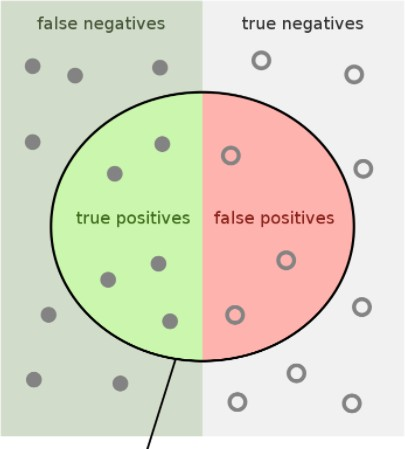 false negatives
true negatives
true positives
false positives